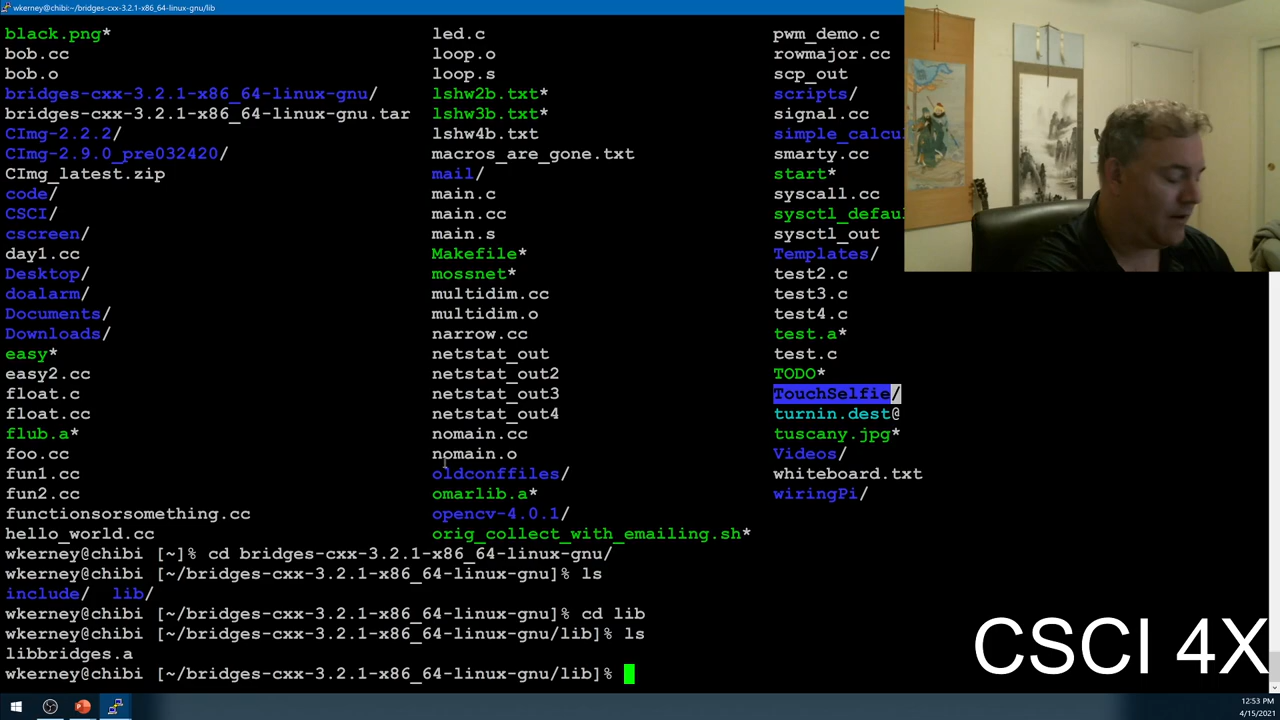 wkerney@chibi:~/bridges-cxx-3.2.1-x86_64-linux-gnu/lib
black.png* led.c pwm_demo.c
bob.cc loop.o rowmajor.cc
bob.o loop.s scp_out
bridges-cxx-3.2.1-x86_64-linux-gnu/ lshw2b.txt* scripts/
bridges-cxx-3.2.1-x86_64-linux-gnu.tar lshw3b.txt* signal.cc
CImg-2.2.2/ lshw4b.txt simple_calcul
CImg-2.9.0_pre032420/ macros_are_gone.txt smarty.cc
CImg_latest.zip mail/ start*
code/ main.c syscall.cc
CSCI/ main.cc sysctl_defaul
cscreen/ main.s sysctl_out
day1.cc Makefile* Templates/
Desktop/ mossnet* test2.c
doalarm/ multidim.cc test3.c
Documents/ multidim.o test4.c
Downloads/ narrow.cc test.a*
easy* netstat_out test.c
easy2.cc netstat_out2 TODO*
float.c netstat_out3 TouchSelfie/
float.cc netstat_out4 turnin.dest@
flub.a* nomain.cc tuscany.jpg*
foo.cc nomain.o Videos/
fun1.cc oldconffiles/ whiteboard.txt
fun2.cc omarlib.a* wiringPi/
functionsorsomething.cc opencv-4.0.1/
hello_world.cc orig_collect_with_emailing.sh*
wkerney@chibi [~]% cd bridges-cxx-3.2.1-x86_64-linux-gnu/
wkerney@chibi [~/bridges-cxx-3.2.1-x86_64-linux-gnu]% ls
include/ lib/
wkerney@chibi [~/bridges-cxx-3.2.1-x86_64-linux-gnu]% cd lib
wkerney@chibi [~/bridges-cxx-3.2.1-x86_64-linux-gnu/lib]% ls
libbridges.a
wkerney@chibi [~/bridges-cxx-3.2.1-x86_64-linux-gnu/lib]%
CSCI 4X
12:53 PM
4/15/2021